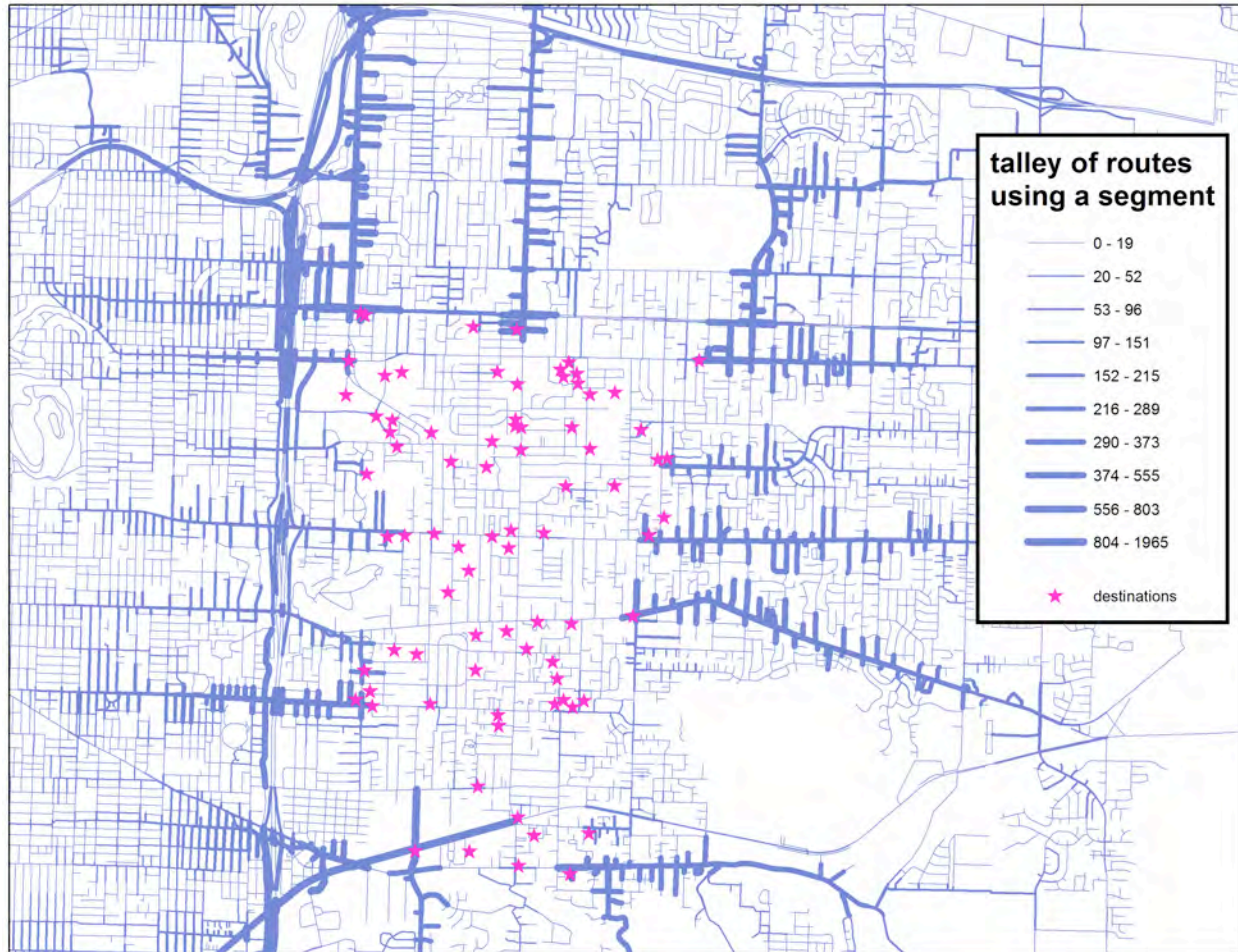 talley of routes
using a segment
0 - 19
20 - 52
53 - 96
97 - 151
152 - 215
216 - 289
290 - 373
374 - 555
556 - 803
804 - 1965
destinations